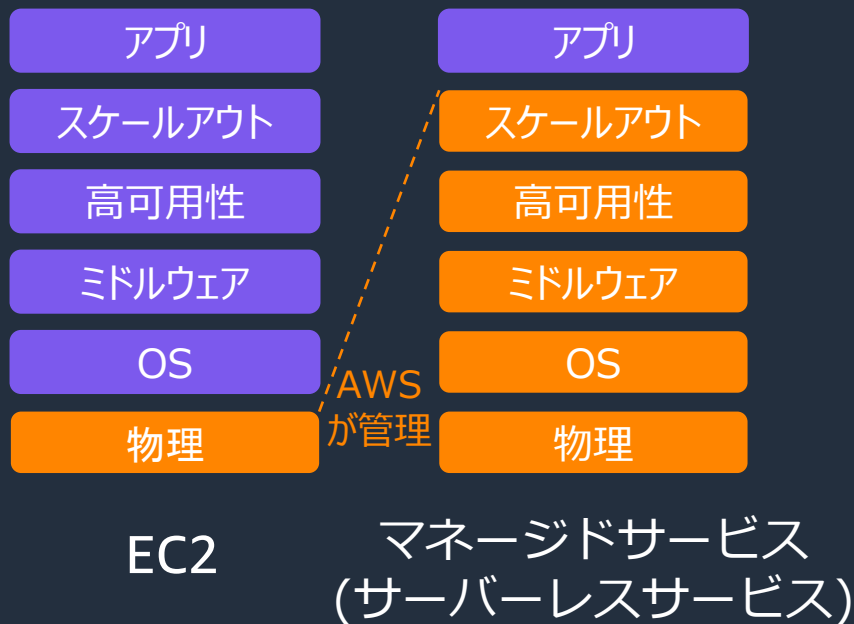 アプリ
スケールアウト
高可用性
ミドルウェア
OS
物理
EC2
AWS
が管理
アプリ
スケールアウト
高可用性
ミドルウェア
OS
物理
マネージドサービス
(サーバーレスサービス)